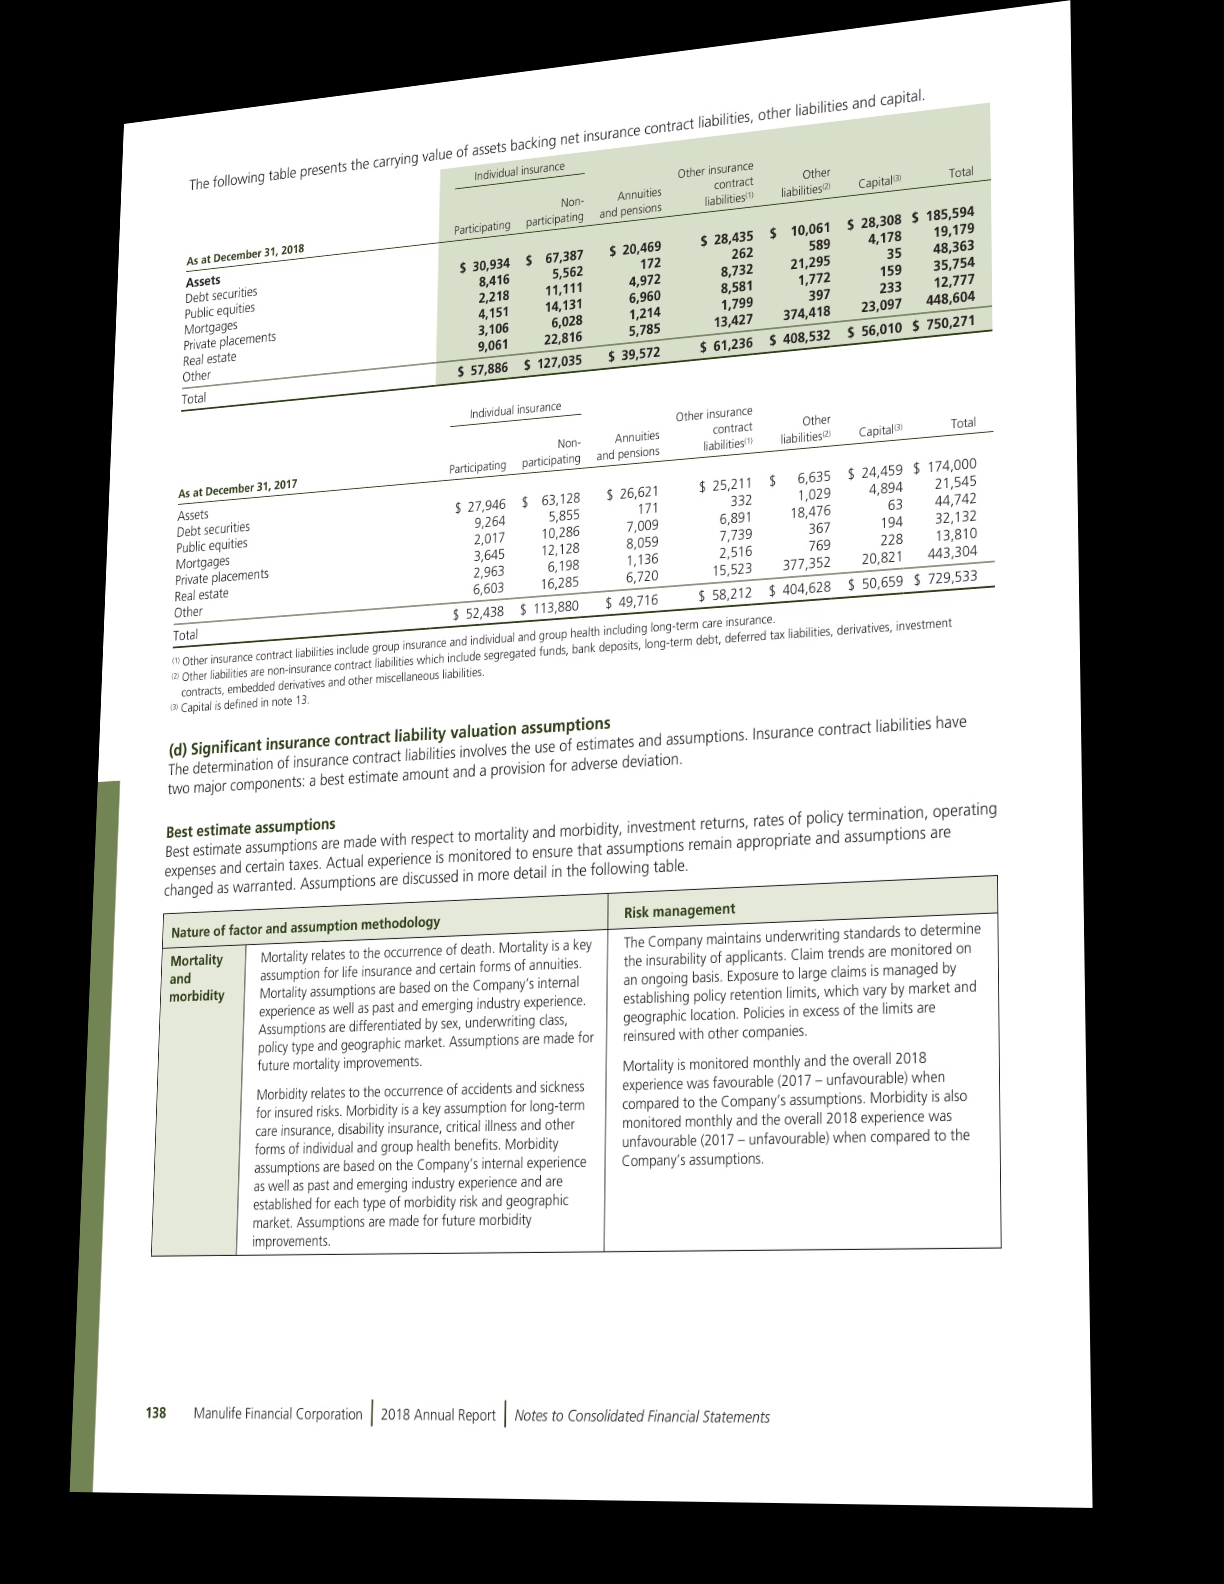 The following table presents the carrying value of assets backing net insurance contract liabilities, other liabilities and capital.
Individual insurance
As at December 31, 2018 Participating Non-participating Annuities and pensions Other insurance contract liabilities(1) Other liabilities(2) Capital(3) Total
Assets
Debt securities $ 30,934 $ 67,387 $ 20,469 $ 28,435 $ 10,061 $ 28,308 $ 185,594
Public equities 8,416 5,562 172 262 589 4,178 19,179
Mortgages 2,218 11,111 4,972 8,732 21,295 35 48,363
Private placements 4,151 14,131 6,960 8,581 1,772 159 35,754
Real estate 3,106 6,028 1,214 1,799 397 233 12,777
Other 9,061 22,816 5,785 13,427 374,418 23,097 448,604
Total $ 57,886 $ 127,035 $ 39,572 $ 61,236 $ 408,532 $ 56,010 $ 750,271
Individual insurance
As at December 31, 2017 Participating Non-participating Annuities and pensions Other insurance contract liabilities(1) Other liabilities(2) Capital(3) Total
Assets
Debt securities $ 27,946 $ 63,128 $ 26,621 $ 25,211 $ 6,635 $ 24,459 $ 174,000
Public equities 9,264 5,855 171 332 1,029 4,894 21,545
Mortgages 2,017 10,286 7,009 6,891 18,476 63 44,742
Private placements 3,645 12,128 8,059 7,739 367 194 32,132
Real estate 2,963 6,198 1,136 2,516 769 228 13,810
Other 6,603 16,285 6,720 15,523 377,352 20,821 443,304
Total $ 52,438 $ 113,880 $ 49,716 $ 58,212 $ 404,628 $ 50,659 $ 729,533
(1) Other insurance contract liabilities include group insurance and individual and group health including long-term care insurance.
(2) Other liabilities are non-insurance contract liabilities which include segregated funds, bank deposits, long-term debt, deferred tax liabilities, derivatives, investment
contracts, embedded derivatives and other miscellaneous liabilities.
(3) Capital is defined in note 13.
(d) Significant insurance contract liability valuation assumptions
The determination of insurance contract liabilities involves the use of estimates and assumptions. Insurance contract liabilities have
two major components: a best estimate amount and a provision for adverse deviation.
Best estimate assumptions
Best estimate assumptions are made with respect to mortality and morbidity, investment returns, rates of policy termination, operating
expenses and certain taxes. Actual experience is monitored to ensure that assumptions remain appropriate and assumptions are
changed as warranted. Assumptions are discussed in more detail in the following table.
Nature of factor and assumption methodology
Risk management
Mortality
and
morbidity
Mortality relates to the occurrence of death. Mortality is a key
assumption for life insurance and certain forms of annuities.
Mortality assumptions are based on the Company's internal
experience as well as past and emerging industry experience.
Assumptions are differentiated by sex, underwriting class,
policy type and geographic market. Assumptions are made for
future mortality improvements.
Morbidity relates to the occurrence of accidents and sickness
for insured risks. Morbidity is a key assumption for long-term
care insurance, disability insurance, critical illness and other
forms of individual and group health benefits. Morbidity
assumptions are based on the Company's internal experience
as well as past and emerging industry experience and are
established for each type of morbidity risk and geographic
market. Assumptions are made for future morbidity
improvements.
The Company maintains underwriting standards to determine
the insurability of applicants. Claim trends are monitored on
an ongoing basis. Exposure to large claims is managed by
establishing policy retention limits, which vary by market and
geographic location. Policies in excess of the limits are
reinsured with other companies.
Mortality is monitored monthly and the overall 2018
experience was favourable (2017 – unfavourable) when
compared to the Company's assumptions. Morbidity is also
monitored monthly and the overall 2018 experience was
unfavourable (2017 – unfavourable) when compared to the
Company's assumptions.
138 Manulife Financial Corporation | 2018 Annual Report | Notes to Consolidated Financial Statements